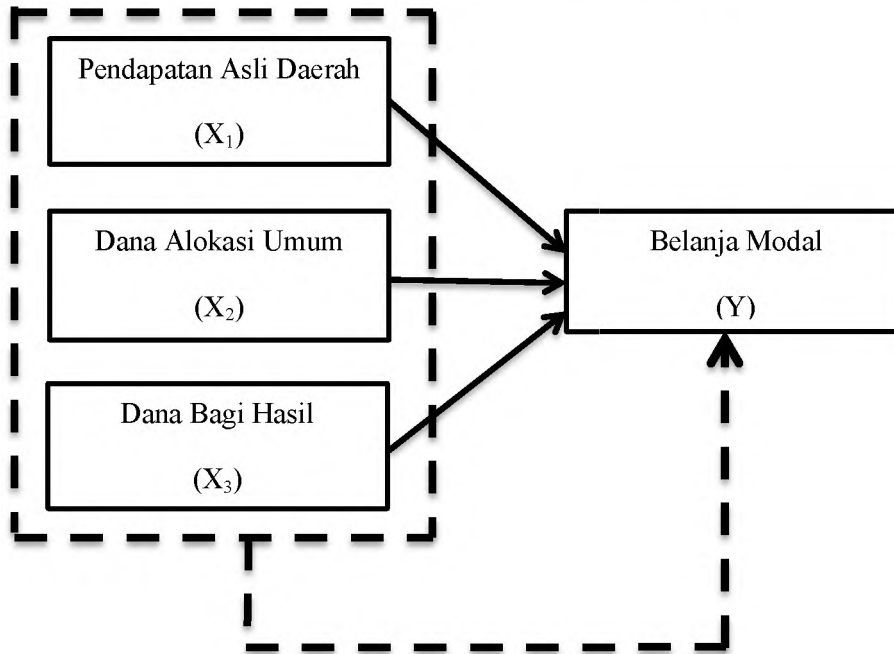 Pendapatan Asli Daerah
(X₁)
Dana Alokasi Umum
(X₂)
Dana Bagi Hasil
(X₃)
Belanja Modal
(Y)